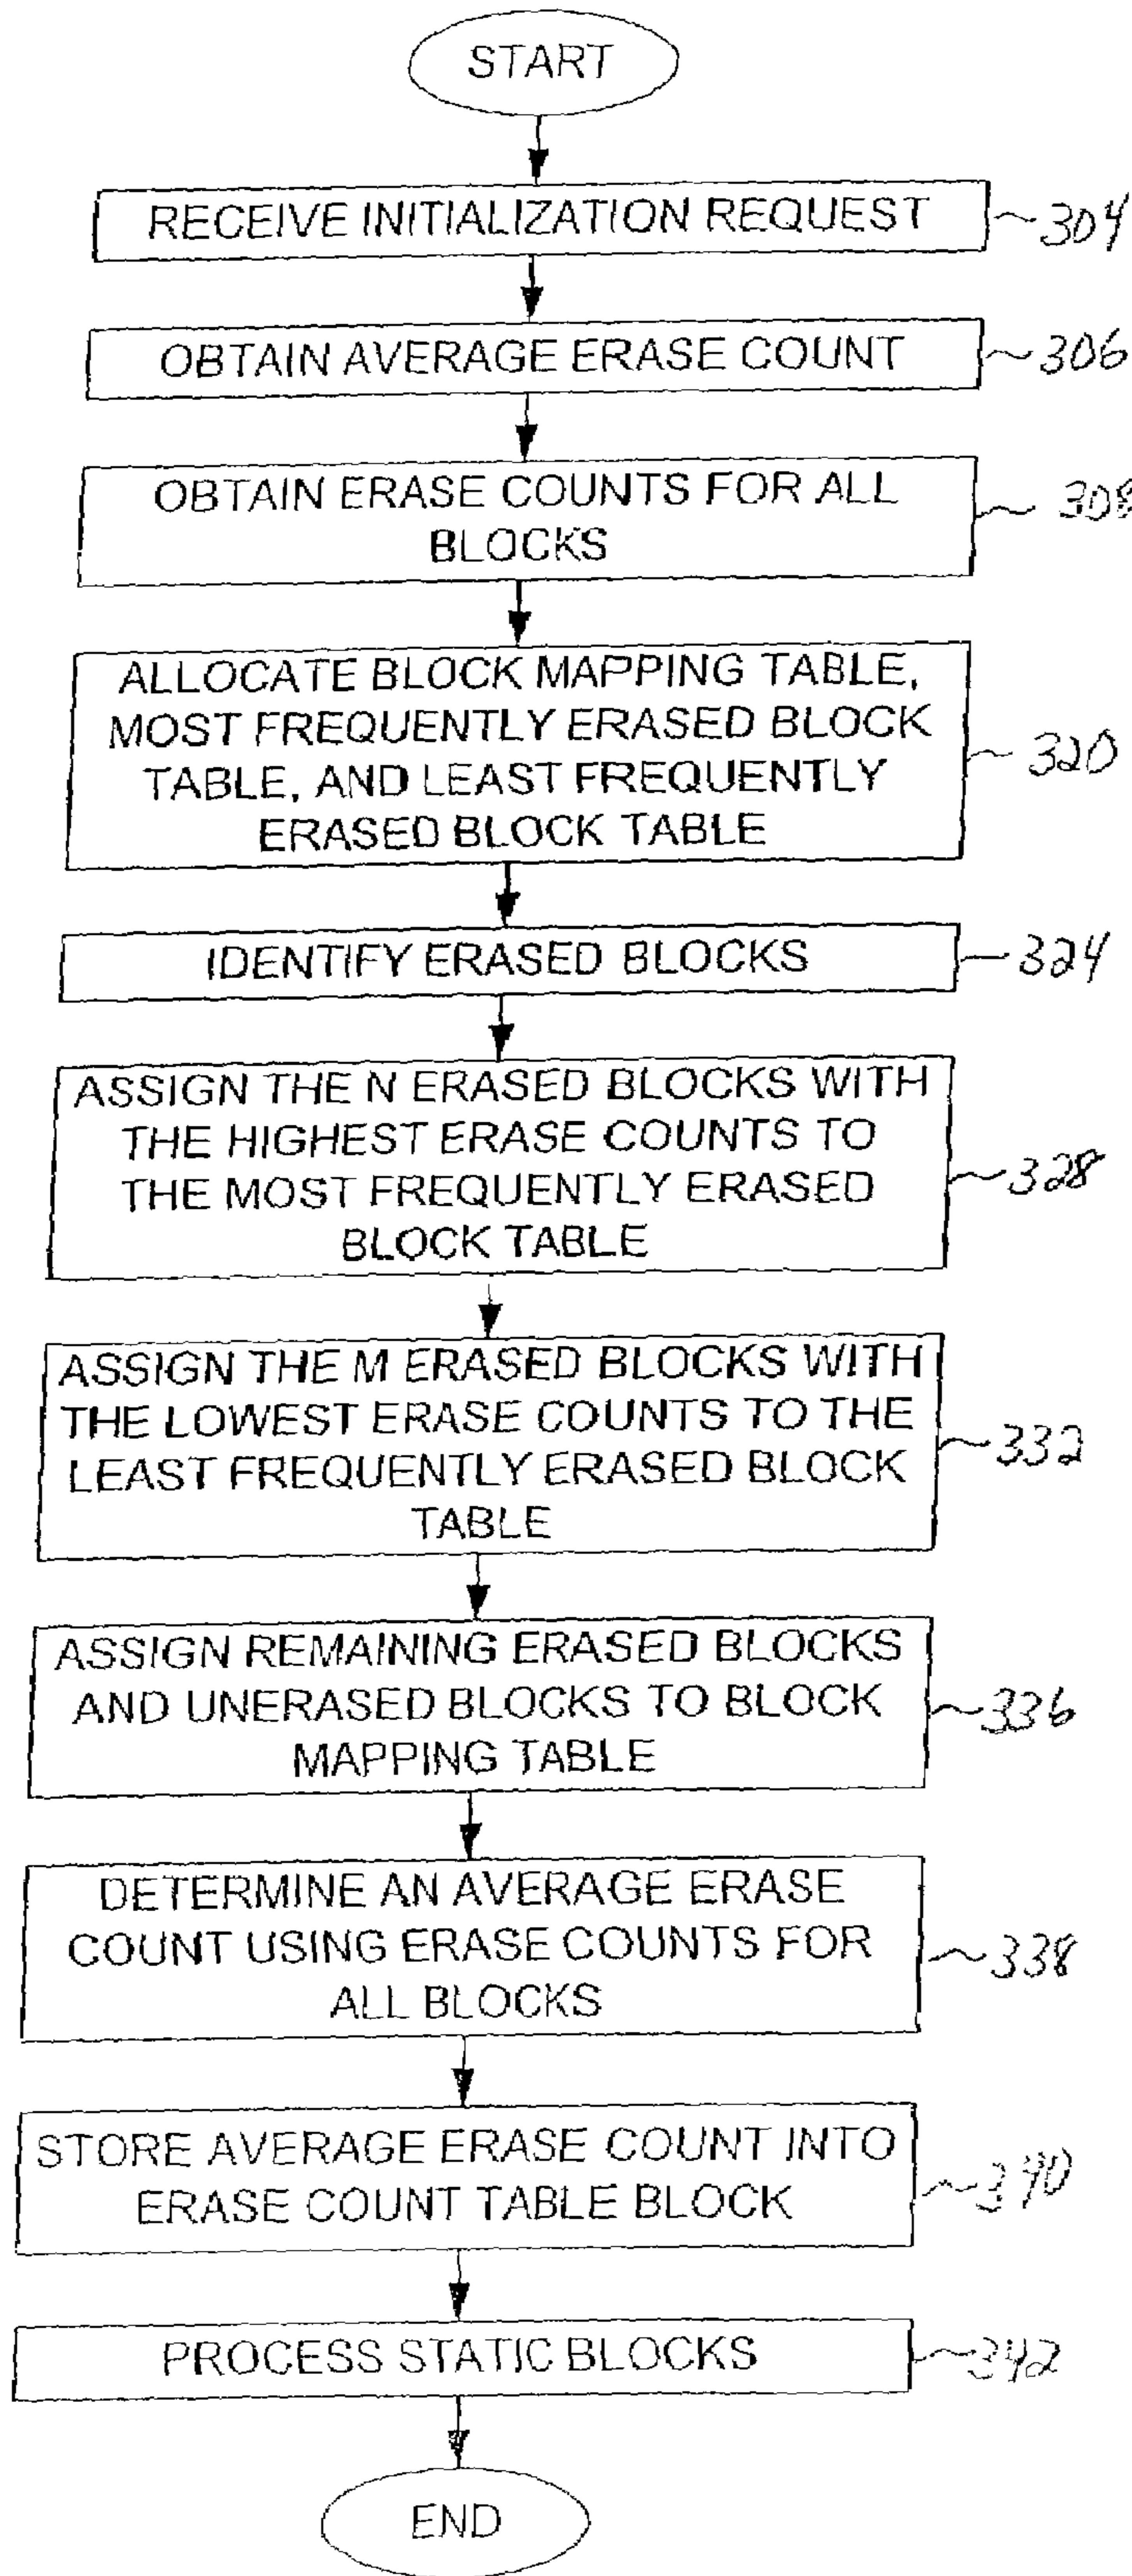 START
RECEIVE INITIALIZATION REQUEST 304
OBTAIN AVERAGE ERASE COUNT 306
OBTAIN ERASE COUNTS FOR ALL
BLOCKS
308
ALLOCATE BLOCK MAPPING TABLE,
MOST FREQUENTLY ERASED BLOCK
TABLE, AND LEAST FREQUENTLY
ERASED BLOCK TABLE
320
IDENTIFY ERASED BLOCKS 324
ASSIGN THE N ERASED BLOCKS WITH
THE HIGHEST ERASE COUNTS TO
THE MOST FREQUENTLY ERASED
BLOCK TABLE
328
ASSIGN THE M ERASED BLOCKS WITH
THE LOWEST ERASE COUNTS TO THE
LEAST FREQUENTLY ERASED BLOCK
TABLE
332
ASSIGN REMAINING ERASED BLOCKS
AND UNERASED BLOCKS TO BLOCK
MAPPING TABLE
336
DETERMINE AN AVERAGE ERASE
COUNT USING ERASE COUNTS FOR
ALL BLOCKS
338
STORE AVERAGE ERASE COUNT INTO
ERASE COUNT TABLE BLOCK
340
PROCESS STATIC BLOCKS 342
END